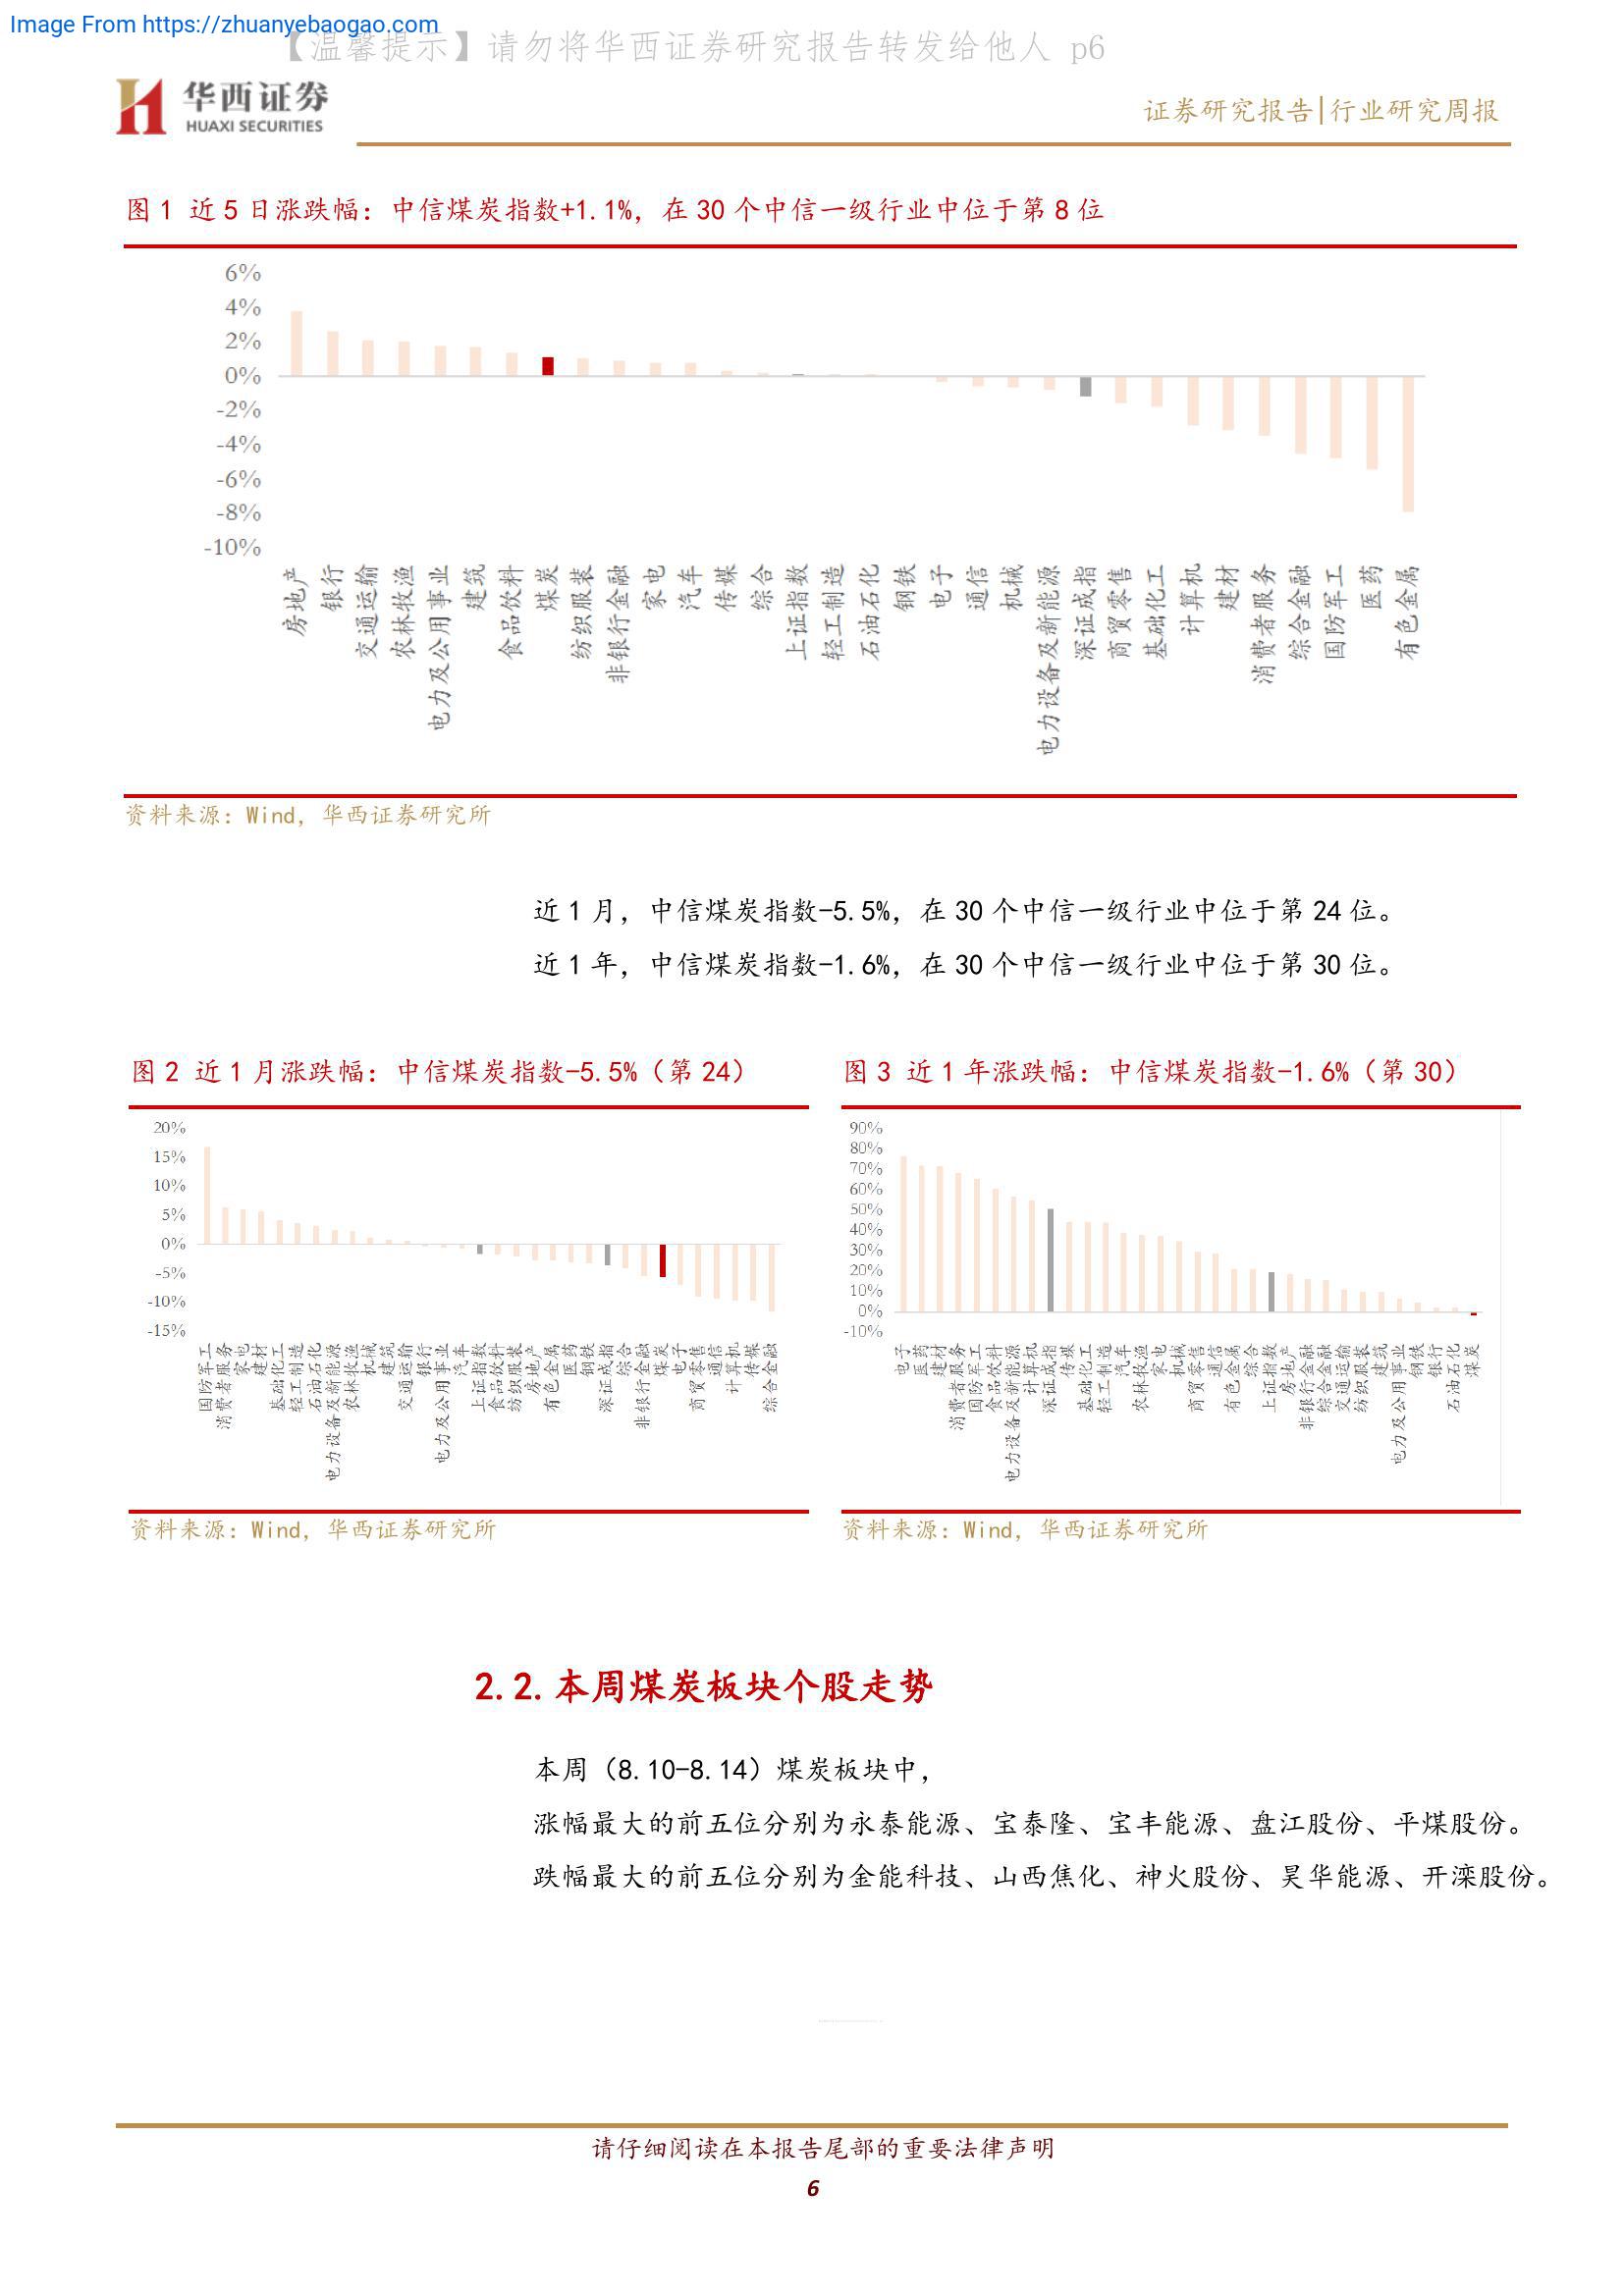 Image From https://zhuanyebaogao.com
【温馨提示】请勿将华西证券研究报告转发给他人 p6
华西证券
HUAXI SECURITIES
证券研究报告|行业研究周报
图 1 近 5 日涨跌幅：中信煤炭指数+1.1%，在 30 个中信一级行业中位于第 8 位
6%
4%
2%
0%
-2%
-4%
-6%
-8%
-10%
房地产
银行
交通运输
农林牧渔
电力及公用事业
建筑
食品饮料
煤炭
纺织服装
非银行金融
家电
汽车
传媒
综合
上证指数
轻工制造
石油石化
钢铁
电子
通信
机械
电力设备及新能源
深证成指
商贸零售
基础化工
计算机
建材
消费者服务
综合金融
国防军工
医药
有色金属
资料来源：Wind，华西证券研究所
近 1 月，中信煤炭指数-5.5%，在 30 个中信一级行业中位于第 24 位。
近 1 年，中信煤炭指数-1.6%，在 30 个中信一级行业中位于第 30 位。
图 2 近 1 月涨跌幅：中信煤炭指数-5.5%（第 24）
20%
15%
10%
5%
0%
-5%
-10%
-15%
国防军工
消费者服务
家电
建材
基础化工
轻工制造
石油石化
电力设备及新能源
农林牧渔
机械
建筑
交通运输
银行
电力及公用事业
汽车
上证指数
食品饮料
纺织服装
房地产
有色金属
医药
钢铁
深证成指
综合
非银行金融
煤炭
电子
商贸零售
通信
计算机
传媒
综合金融
资料来源：Wind，华西证券研究所
图 3 近 1 年涨跌幅：中信煤炭指数-1.6%（第 30）
90%
80%
70%
60%
50%
40%
30%
20%
10%
0%
-10%
电子
医药
建材
消费者服务
国防军工
食品饮料
电力设备及新能源
计算机
深证成指
传媒
基础化工
轻工制造
汽车
农林牧渔
家电
机械
商贸零售
通信
有色金属
综合
上证指数
房地产
非银行金融
综合金融
交通运输
纺织服装
建筑
电力及公用事业
钢铁
银行
石油石化
煤炭
资料来源：Wind，华西证券研究所
2.2.本周煤炭板块个股走势
本周（8.10-8.14）煤炭板块中，
涨幅最大的前五位分别为永泰能源、宝泰隆、宝丰能源、盘江股份、平煤股份。
跌幅最大的前五位分别为金能科技、山西焦化、神火股份、昊华能源、开滦股份。
请仔细阅读在本报告尾部的重要法律声明
6